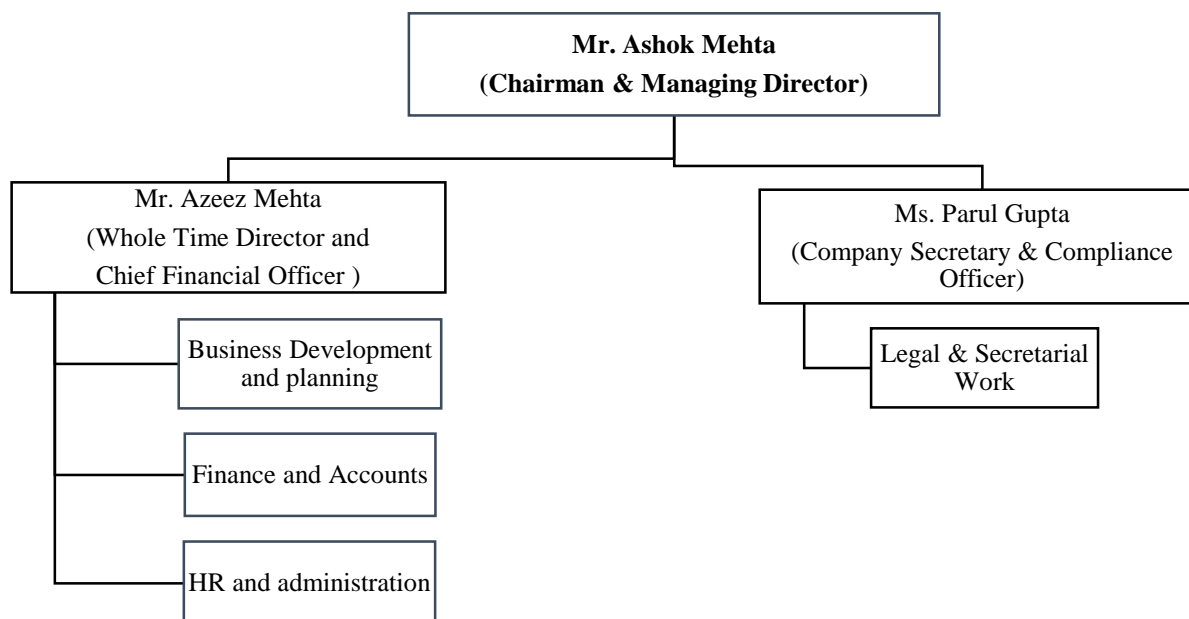 Mr. Ashok Mehta
(Chairman & Managing Director)
Mr. Azeez Mehta
(Whole Time Director and
Chief Financial Officer )
Business Development
and planning
Finance and Accounts
HR and administration
Ms. Parul Gupta
(Company Secretary & Compliance
Officer)
Legal & Secretarial
Work